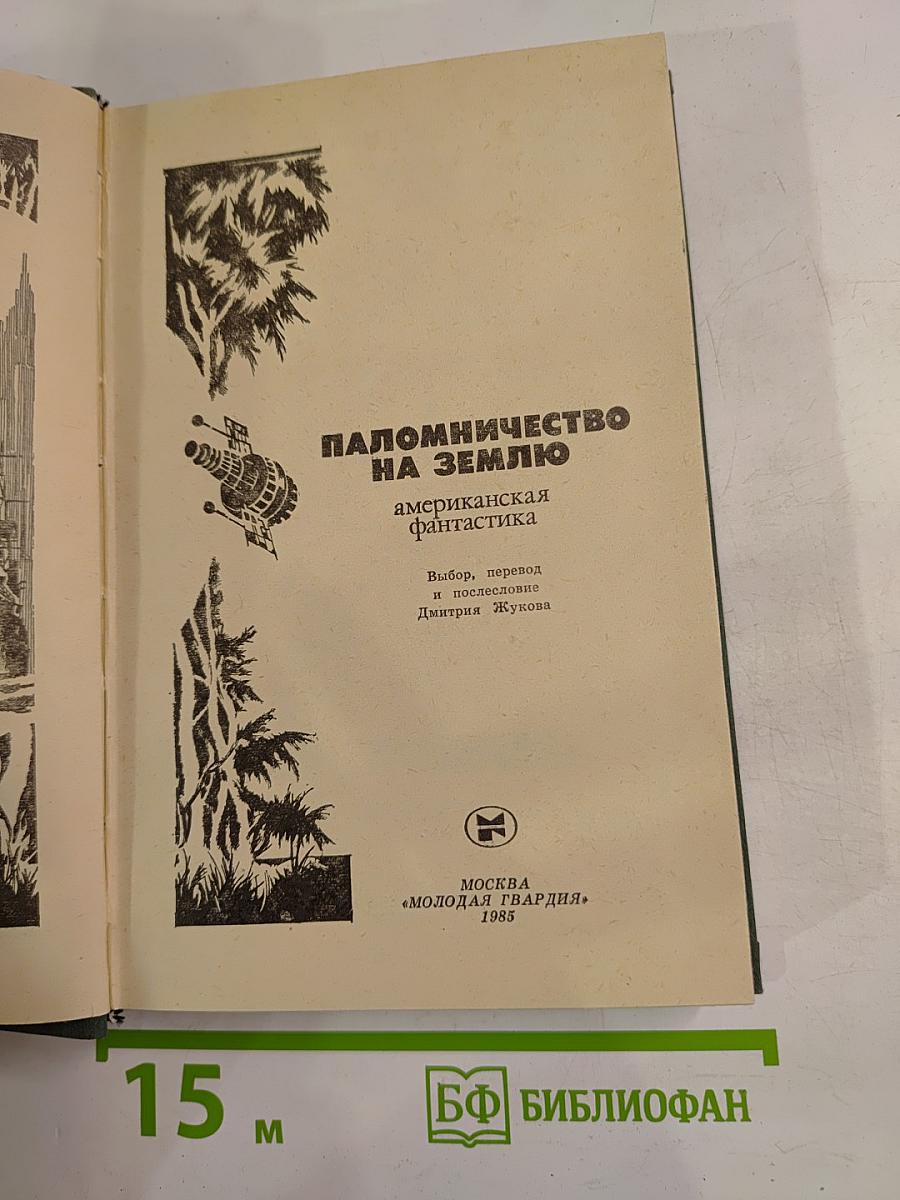 ПАЛОМНИЧЕСТВО
НА ЗЕМЛЮ
американская
фантастика
Выбор, перевод
и послесловие
Дмитрия Жукова
МОСКВА
«МОЛОДАЯ ГВАРДИЯ»
1985
15 м
БФ БИБЛИОФАН